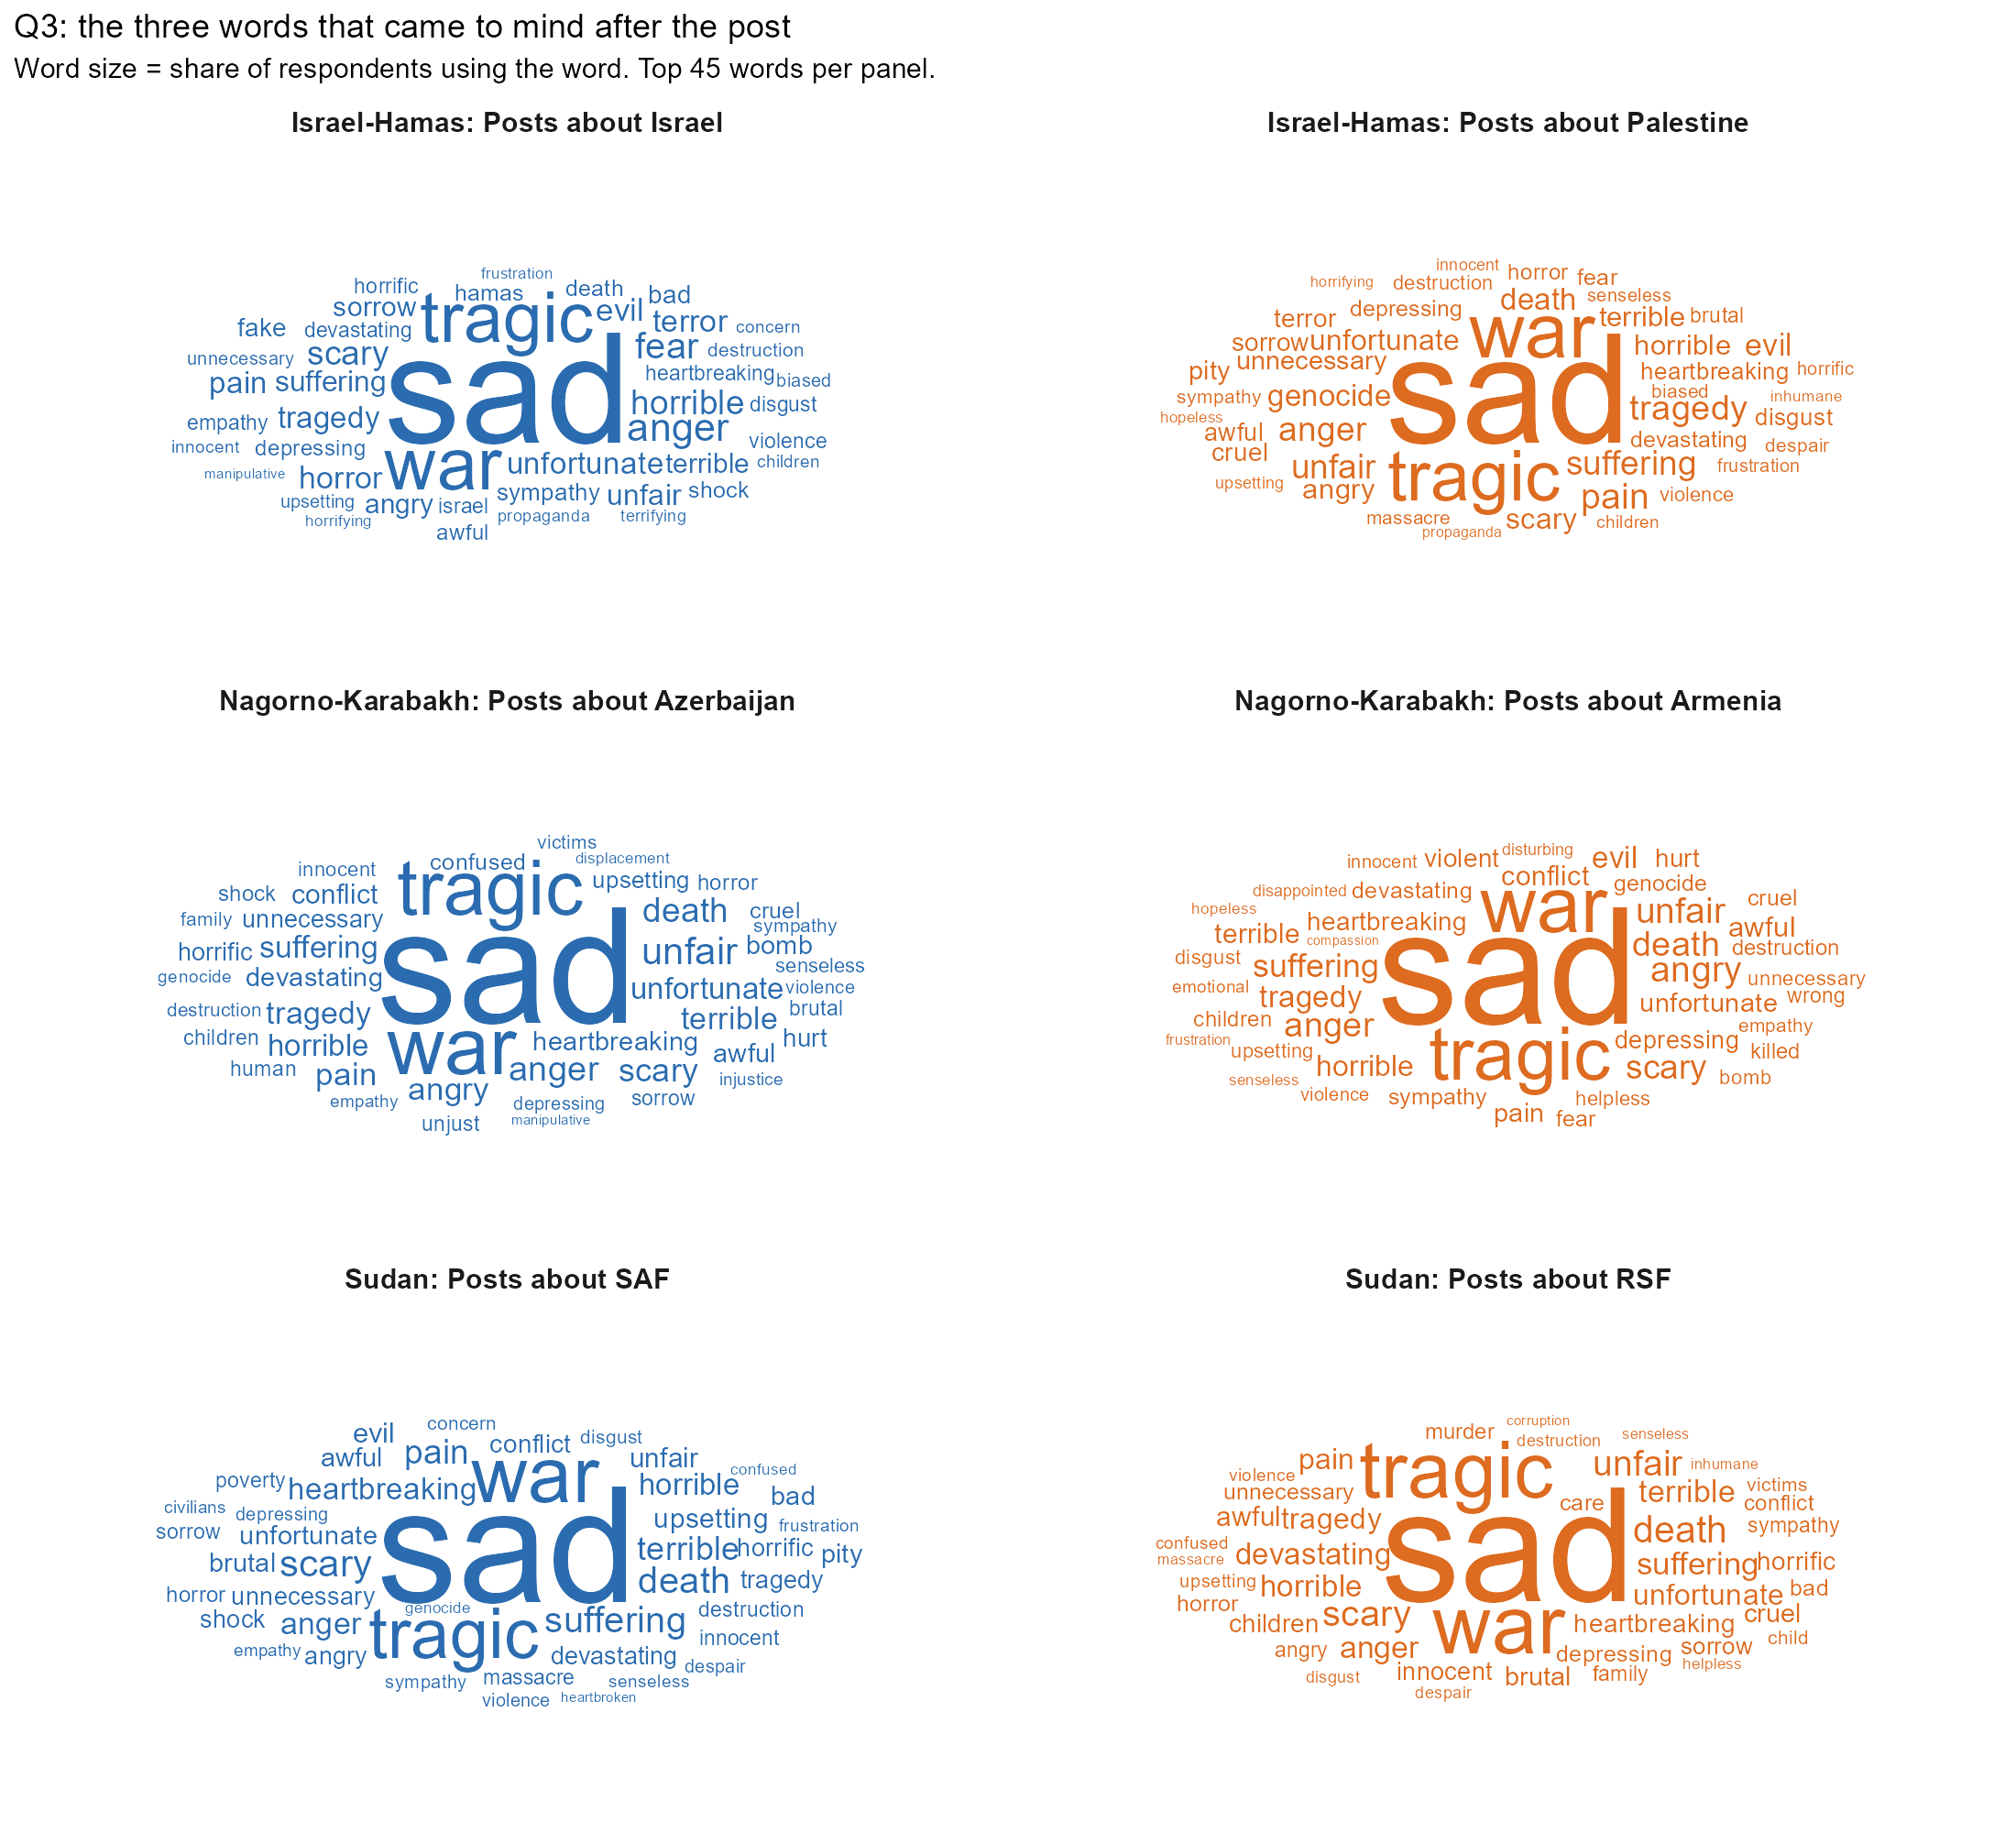 Q3: the three words that came to mind after the post
Word size = share of respondents using the word. Top 45 words per panel.
Israel-Hamas: Posts about Israel
frustration
horrific hamas death bad
sorrow tragic evil terror concern
fake devastating
unnecessary scary sad fear destruction
pain suffering heartbreaking biased
empathy tragedy horrible disgust
anger violence
innocent depressing
manipulative horror war unfortunate terrible children
upsetting angry israel sympathy unfair shock
horrifying propaganda terrifying
awful
Israel-Hamas: Posts about Palestine
innocent horror fear
horrifying destruction
depressing death senseless
terror war terrible brutal
sorrow unfortunate horrible evil
pity unnecessary sad heartbreaking horrific
sympathy genocide biased inhumane
hopeless tragedy disgust
awful anger devastating despair
cruel unfair tragic suffering frustration
upsetting angry pain violence
massacre scary children
propaganda
Nagorno-Karabakh: Posts about Azerbaijan
victims
innocent confused displacement
shock conflict tragic upsetting horror
family unnecessary death cruel
sympathy
horrific suffering sad unfair bomb
genocide devastating senseless
unfortunate violence
destruction tragedy terrible brutal
children horrible war heartbreaking awful hurt
human pain anger scary injustice
empathy angry depressing sorrow
unjust manipulative
Nagorno-Karabakh: Posts about Armenia
innocent violent disturbing evil hurt
conflict genocide
disappointed devastating war cruel
hopeless heartbreaking unfair awful
terrible compassion sad death destruction
disgust suffering angry unnecessary
emotional tragedy unfortunate wrong
children anger empathy
frustration upsetting tragic depressing killed
senseless horrible scary bomb
violence sympathy helpless
pain fear
Sudan: Posts about SAF
evil concern
awful pain conflict disgust unfair
poverty heartbreaking war horrible confused
civilians depressing bad
sorrow unfortunate sad upsetting frustration
brutal scary terrible horrific pity
horror unnecessary death tragedy
shock genocide suffering destruction
anger tragic innocent
empathy angry devastating despair
sympathy massacre senseless
violence heartbroken
Sudan: Posts about RSF
murder corruption
destruction senseless
violence pain tragic unfair inhumane
unnecessary care terrible victims
awful tragedy conflict
confused sad death sympathy
massacre devastating suffering horrific
upsetting horrible unfortunate bad
horror children scary war heartbreaking cruel
angry anger depressing sorrow child
disgust innocent brutal family helpless
despair